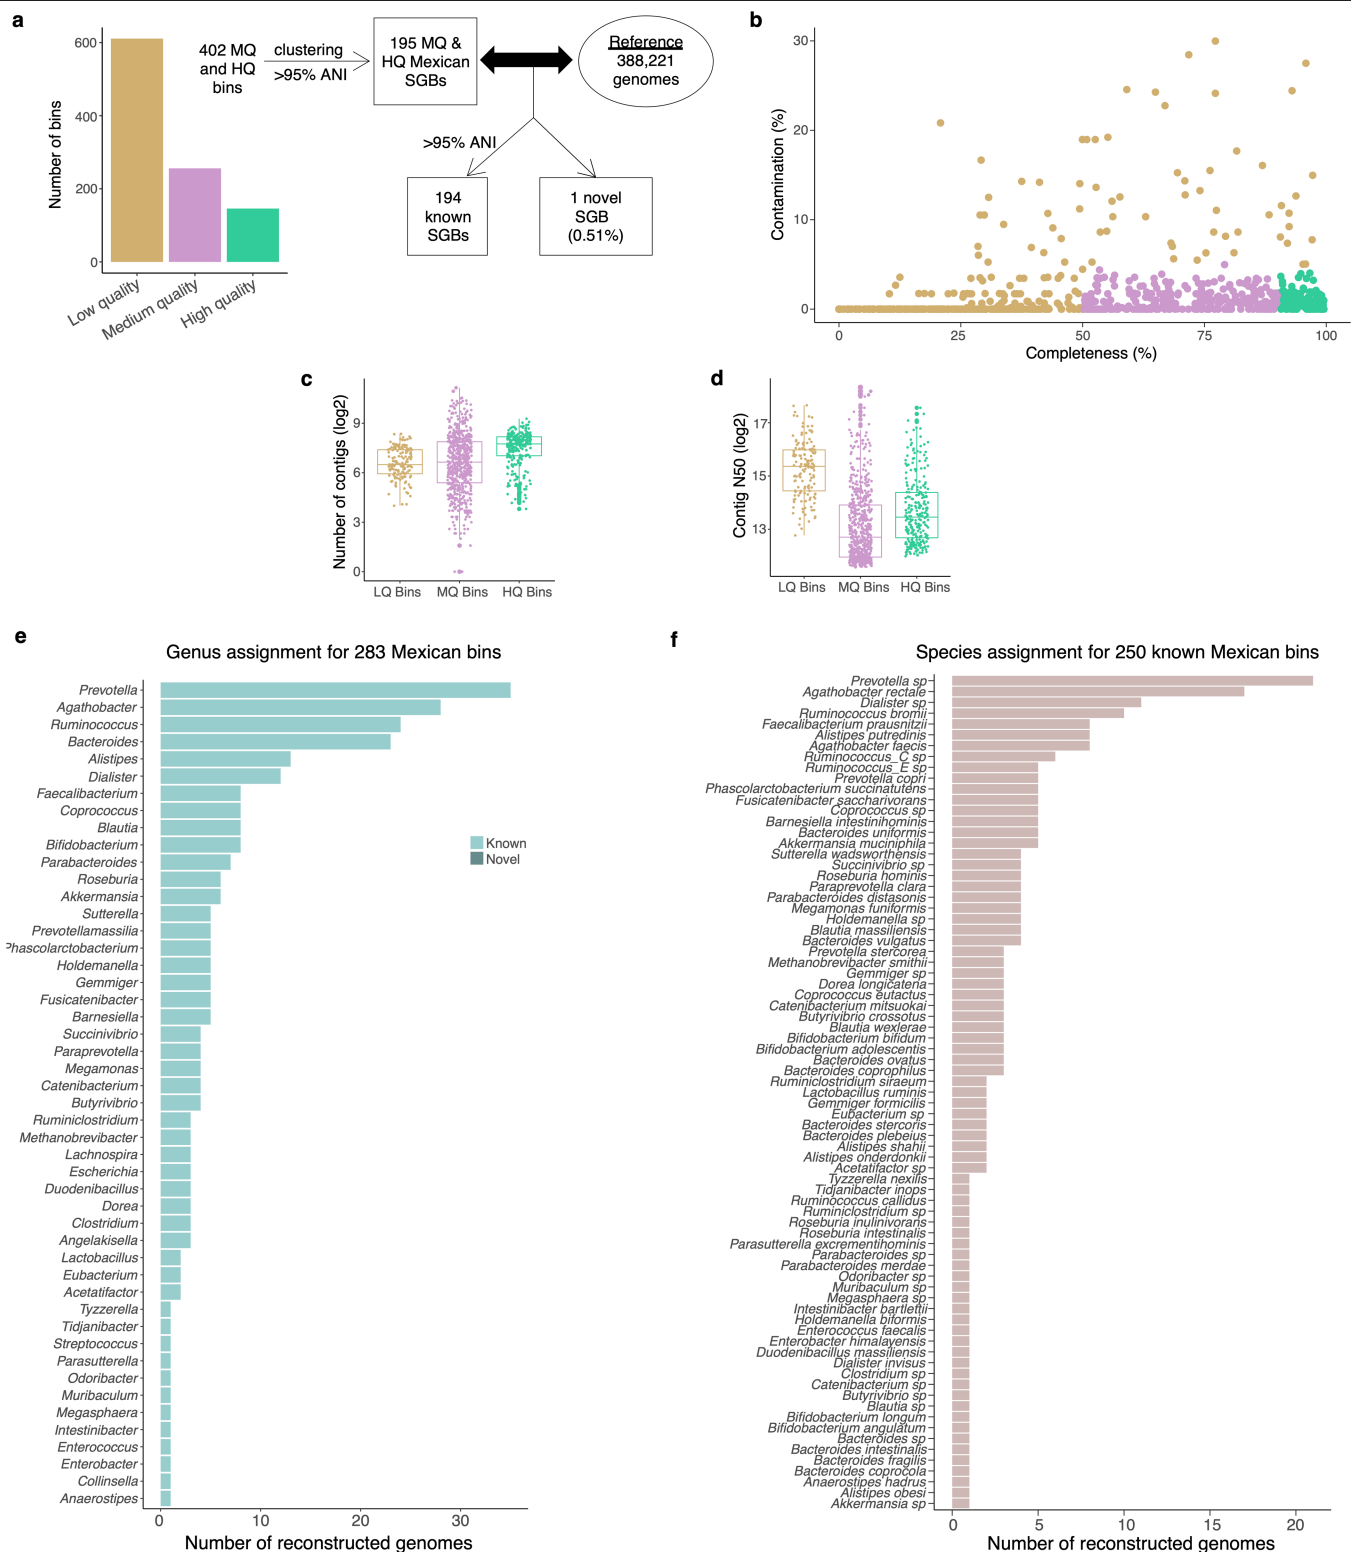 a
Number of bins
600
400
200
0
Low quality
Medium quality
High quality
402 MQ
and HQ
bins
clustering
>95% ANI
195 MQ &
HQ Mexican
SGBs
Reference
388,221
genomes
>95% ANI
194
known
SGBs
1 novel
SGB
(0.51%)
b
Contamination (%)
30
20
10
0
0
25
50
75
100
Completeness (%)
c
Number of contigs (log2)
9
6
3
0
LQ Bins
MQ Bins
HQ Bins
d
Contig N50 (log2)
17
15
13
LQ Bins
MQ Bins
HQ Bins
e
Genus assignment for 283 Mexican bins
Prevotella
Agathobacter
Ruminococcus
Bacteroides
Alistipes
Dialister
Faecalibacterium
Coprococcus
Blautia
Bifidobacterium
Parabacteroides
Roseburia
Akkermansia
Sutterella
Prevotellamassilia
Phascolarctobacterium
Holdemanella
Gemmiger
Fusicatenibacter
Barnesiella
Succinivibrio
Paraprevotella
Megamonas
Catenibacterium
Butyrivibrio
Ruminiclostridium
Methanobrevibacter
Lachnospira
Escherichia
Duodenibacillus
Dorea
Clostridium
Angelakisella
Lactobacillus
Eubacterium
Acetatifactor
Tyzzerella
Tidjanibacter
Streptococcus
Parasutterella
Odoribacter
Muribaculum
Megasphaera
Intestinibacter
Enterococcus
Enterobacter
Collinsella
Anaerostipes
Known
Novel
0
10
20
30
Number of reconstructed genomes
f
Species assignment for 250 known Mexican bins
Prevotella sp
Agathobacter rectale
Dialister sp
Ruminococcus bromii
Faecalibacterium prausnitzii
Alistipes putredinis
Agathobacter faecis
Ruminococcus_C sp
Ruminococcus_E sp
Prevotella copri
Phascolarctobacterium succinatutens
Fusicatenibacter saccharivorans
Coprococcus sp
Barnesiella intestinihominis
Bacteroides uniformis
Akkermansia muciniphila
Sutterella wadsworthensis
Succinivibrio sp
Roseburia hominis
Paraprevotella clara
Parabacteroides distasonis
Megamonas funiformis
Holdemanella sp
Blautia massiliensis
Bacteroides vulgatus
Prevotella stercorea
Methanobrevibacter smithii
Gemmiger sp
Dorea longicatena
Coprococcus eutactus
Catenibacterium mitsuokai
Butyrivibrio crossotus
Blautia wexlerae
Bifidobacterium bifidum
Bifidobacterium adolescentis
Bacteroides ovatus
Bacteroides coprophilus
Ruminiclostridium siraeum
Lactobacillus ruminis
Gemmiger formicilis
Eubacterium sp
Bacteroides stercoris
Bacteroides plebeius
Alistipes shahii
Alistipes onderdonkii
Acetatifactor sp
Tyzzerella nexilis
Tidjanibacter inops
Ruminococcus callidus
Ruminiclostridium sp
Roseburia inulinivorans
Roseburia intestinalis
Parasutterella excrementihominis
Parabacteroides sp
Parabacteroides merdae
Odoribacter sp
Muribaculum sp
Megasphaera sp
Intestinibacter bartlettii
Holdemanella biformis
Enterococcus faecalis
Enterobacter himalayensis
Duodenibacillus massiliensis
Dialister invisus
Clostridium sp
Catenibacterium sp
Butyrivibrio sp
Blautia sp
Bifidobacterium longum
Bifidobacterium angulatum
Bacteroides sp
Bacteroides intestinalis
Bacteroides fragilis
Bacteroides coprocola
Anaerostipes hadrus
Alistipes obesi
Akkermansia sp
0
5
10
15
20
Number of reconstructed genomes